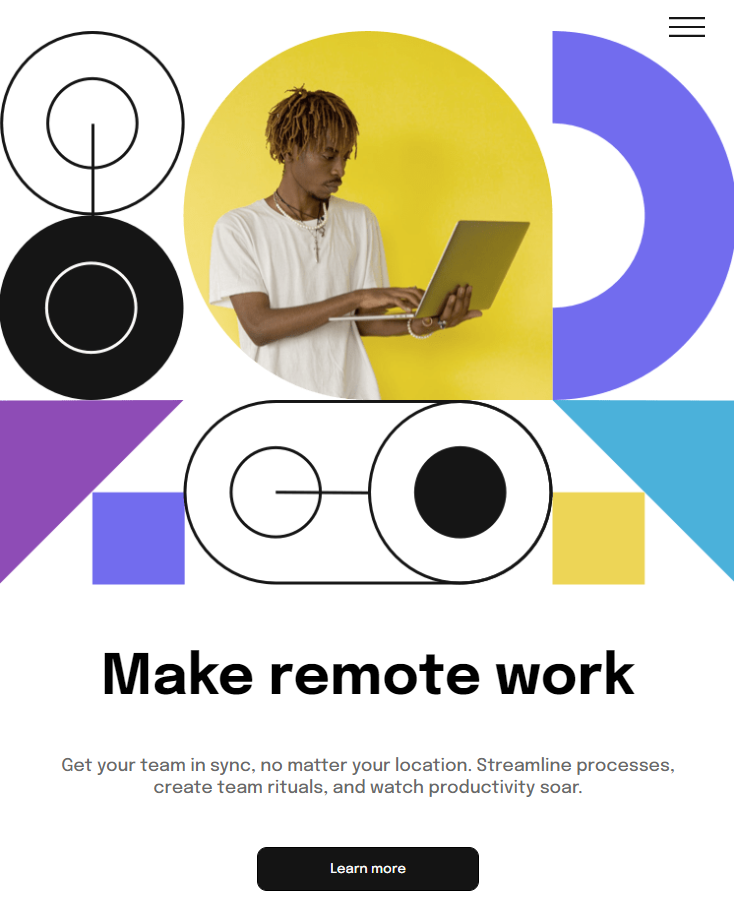 Make remote work
Get your team in sync, no matter your location. Streamline processes,
create team rituals, and watch productivity soar.
Learn more